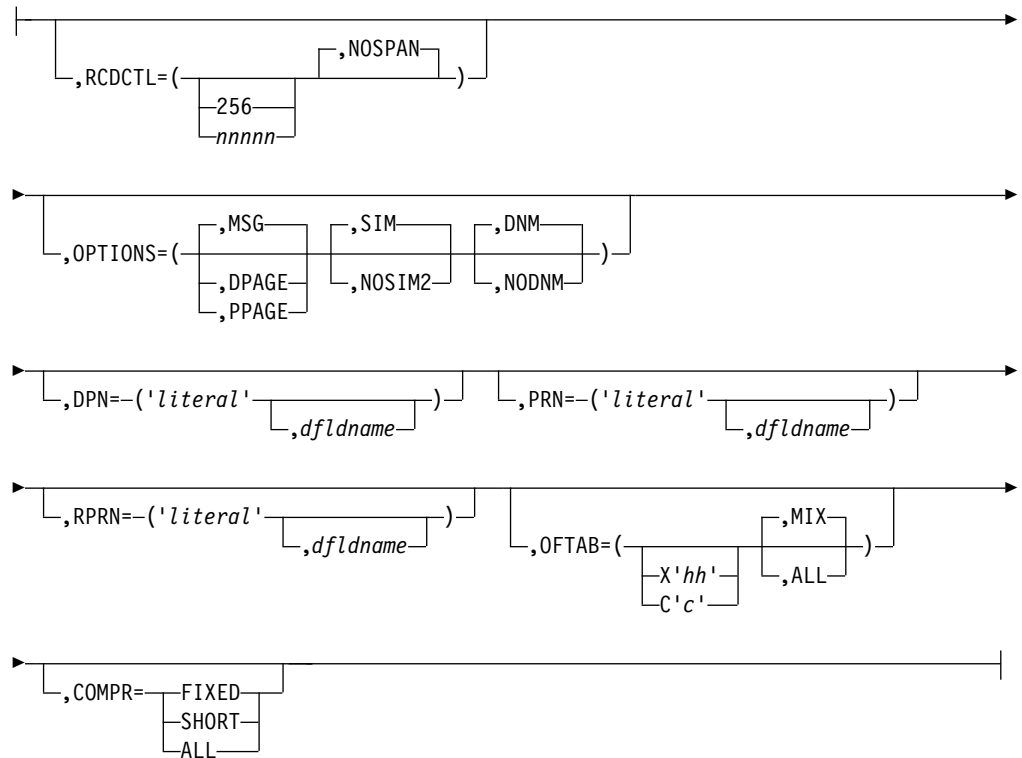 ,NOSPAN
,RCDCTL=( )
256
nnnnn
,MSG ,SIM ,DNM
,OPTIONS=( )
,DPAGE ,NOSIM2 ,NODNM
,PPAGE
,DPN=('literal' ) ,PRN=('literal' )
,dfldname ,dfldname
,RPRN=('literal' ) ,MIX
,dfldname ,OFTAB=( )
X'hh' ,ALL
C'c'
,COMPR= FIXED
SHORT
ALL